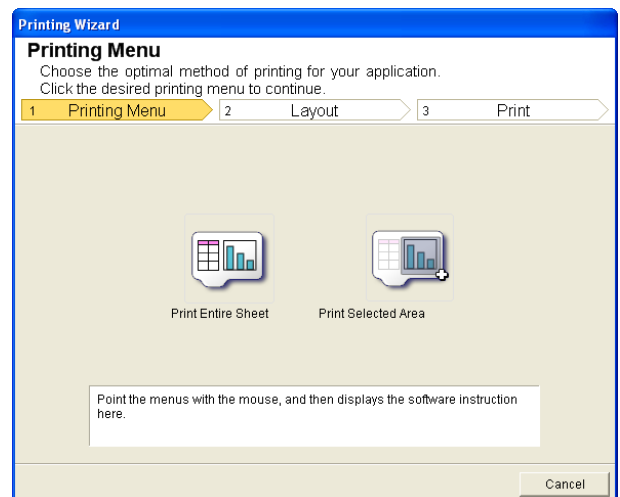 Printing Wizard
Printing Menu
Choose the optimal method of printing for your application.
Click the desired printing menu to continue.
1 Printing Menu 2 Layout 3 Print
Print Entire Sheet Print Selected Area
Point the menus with the mouse, and then displays the software instruction
here.
Cancel